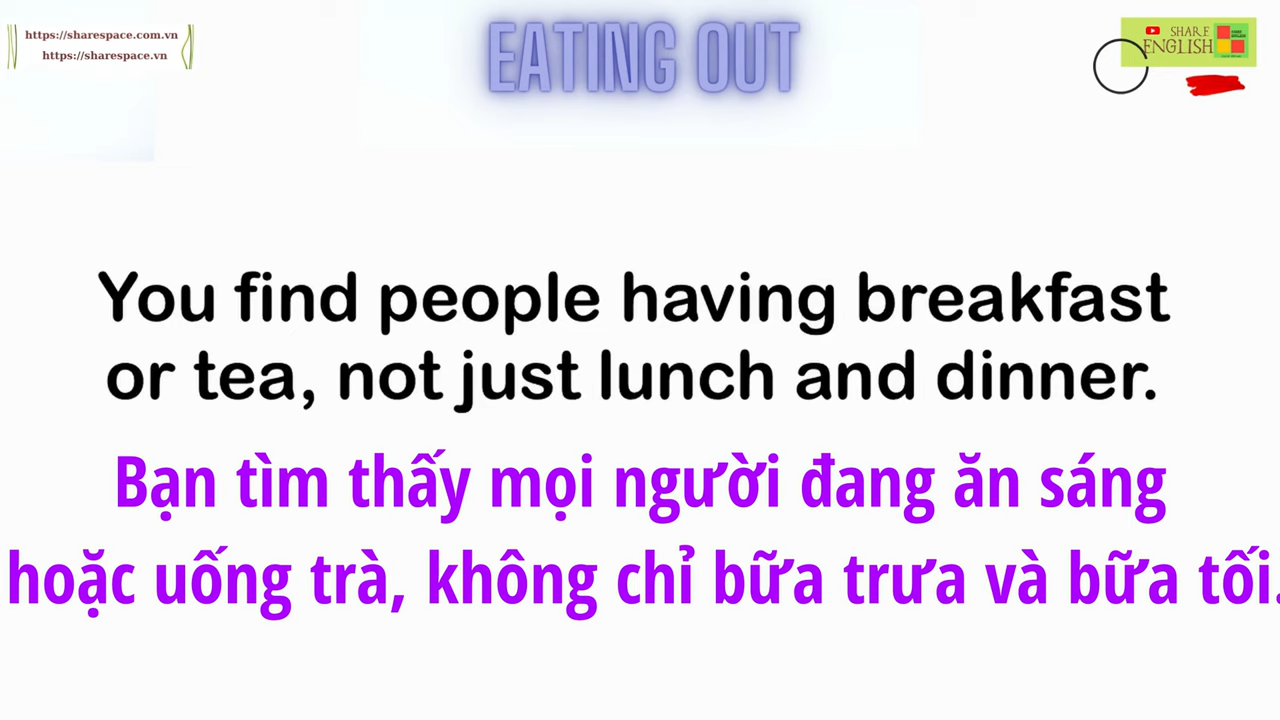 https://sharespace.com.vn
https://sharespace.vn
EATING OUT
SHARE
ENGLISH
You find people having breakfast
or tea, not just lunch and dinner.
Bạn tìm thấy mọi người đang ăn sáng
hoặc uống trà, không chỉ bữa trưa và bữa tối.